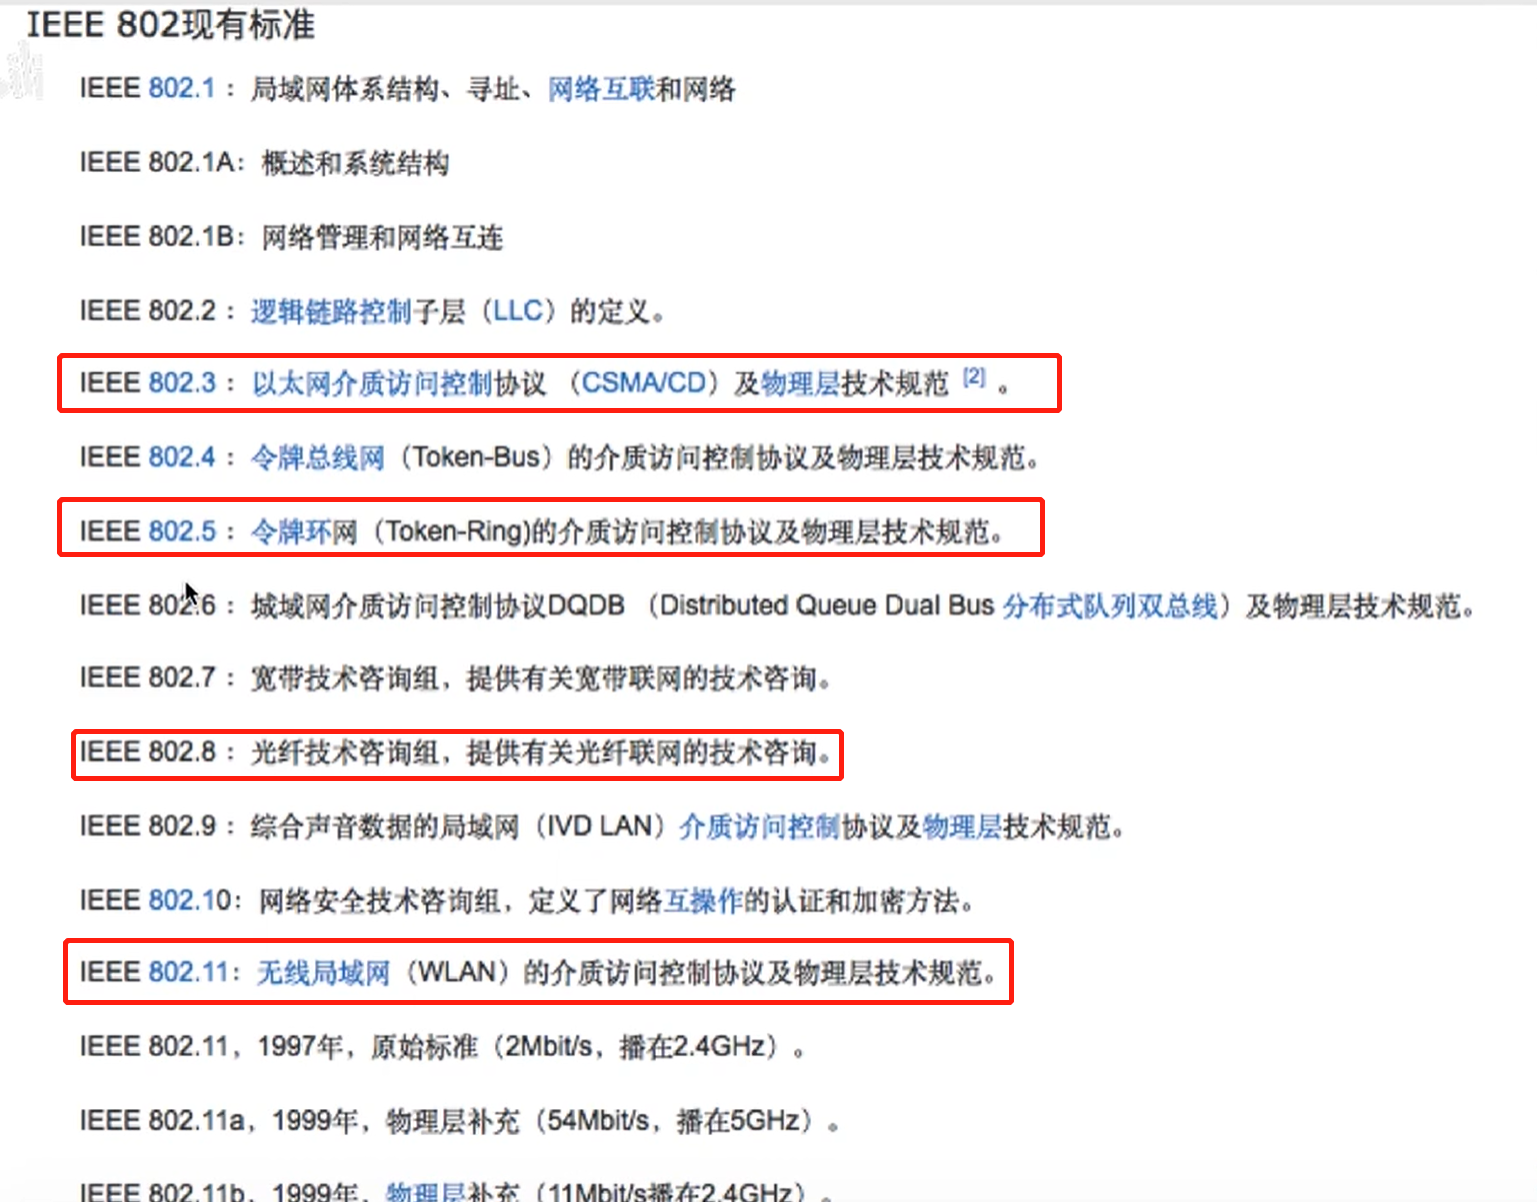 IEEE 802现有标准
IEEE 802.1： 局域网体系结构、寻址、网络互联和网络
IEEE 802.1A：概述和系统结构
IEEE 802.1B：网络管理和网络互连
IEEE 802.2： 逻辑链路控制子层（LLC）的定义。
IEEE 802.3： 以太网介质访问控制协议 （CSMA/CD）及物理层技术规范 [2] 。
IEEE 802.4： 令牌总线网（Token-Bus）的介质访问控制协议及物理层技术规范。
IEEE 802.5： 令牌环网（Token-Ring)的介质访问控制协议及物理层技术规范。
IEEE 802.6： 城域网介质访问控制协议DQDB （Distributed Queue Dual Bus 分布式队列双总线）及物理层技术规范。
IEEE 802.7： 宽带技术咨询组，提供有关宽带联网的技术咨询。
IEEE 802.8： 光纤技术咨询组，提供有关光纤联网的技术咨询。
IEEE 802.9： 综合声音数据的局域网（IVD LAN）介质访问控制协议及物理层技术规范。
IEEE 802.10：网络安全技术咨询组，定义了网络互操作的认证和加密方法。
IEEE 802.11：无线局域网（WLAN）的介质访问控制协议及物理层技术规范。
IEEE 802.11，1997年，原始标准（2Mbit/s，播在2.4GHz）。
IEEE 802.11a，1999年，物理层补充（54Mbit/s，播在5GHz）。
IEEE 802.11b，1999年，物理层补充（11Mbit/s播在2.4GHz）。